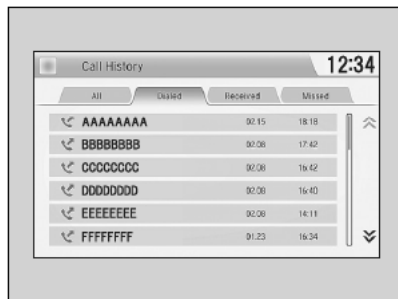 Call History 12:34
All Dialed Received Missed
AAAAAAAA 02.15 18:18
BBBBBBBB 02.08 17:42
CCCCCCCC 02.08 16:42
DDDDDDDD 02.08 16:40
EEEEEEEE 02.08 14:11
FFFFFFFF 01.23 16:34